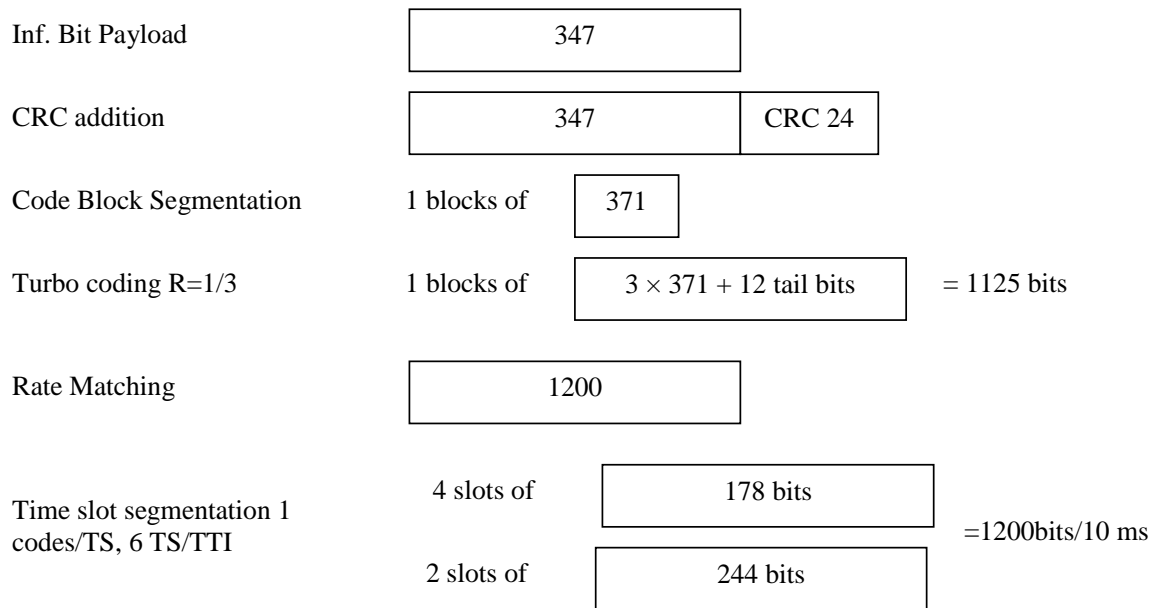 Inf. Bit Payload 347
CRC addition 347 CRC 24
Code Block Segmentation 1 blocks of 371
Turbo coding R=1/3 1 blocks of 3 × 371 + 12 tail bits = 1125 bits
Rate Matching 1200
4 slots of 178 bits
Time slot segmentation 1
codes/TS, 6 TS/TTI
=1200bits/10 ms
2 slots of 244 bits